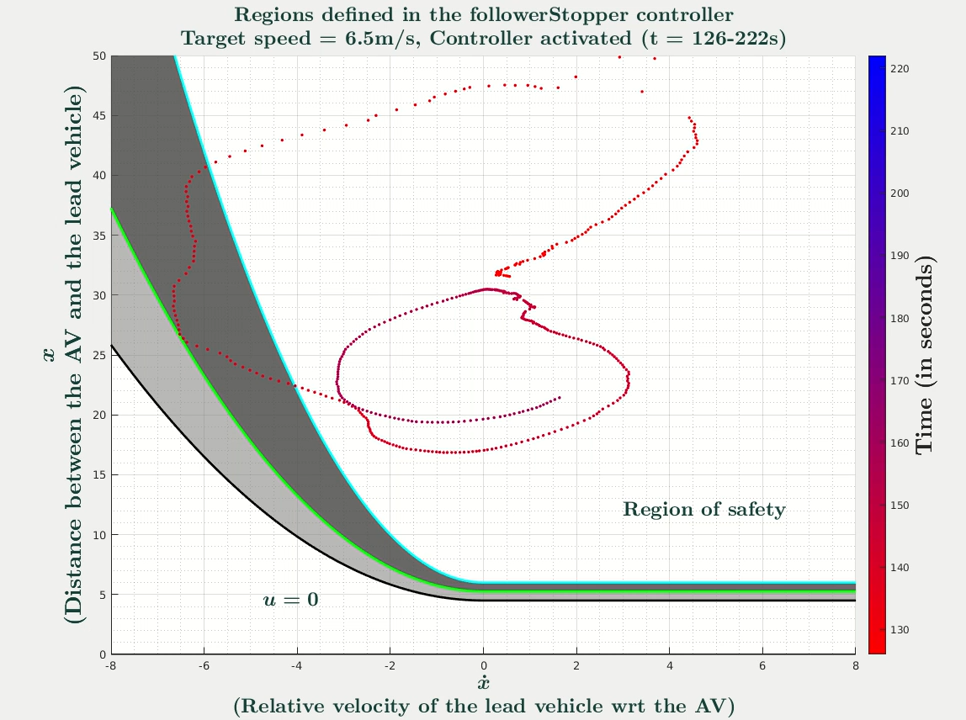 Regions defined in the followerStopper controller
Target speed = 6.5m/s, Controller activated (t = 126-222s)
x
(Distance between the AV and the lead vehicle)
50
45
40
35
30
25
20
15
10
5
0
Region of safety
u = 0
-8 -6 -4 -2 0 2 4 6 8
ẋ
(Relative velocity of the lead vehicle wrt the AV)
220
210
200
190
180
170
160
150
140
130
Time (in seconds)